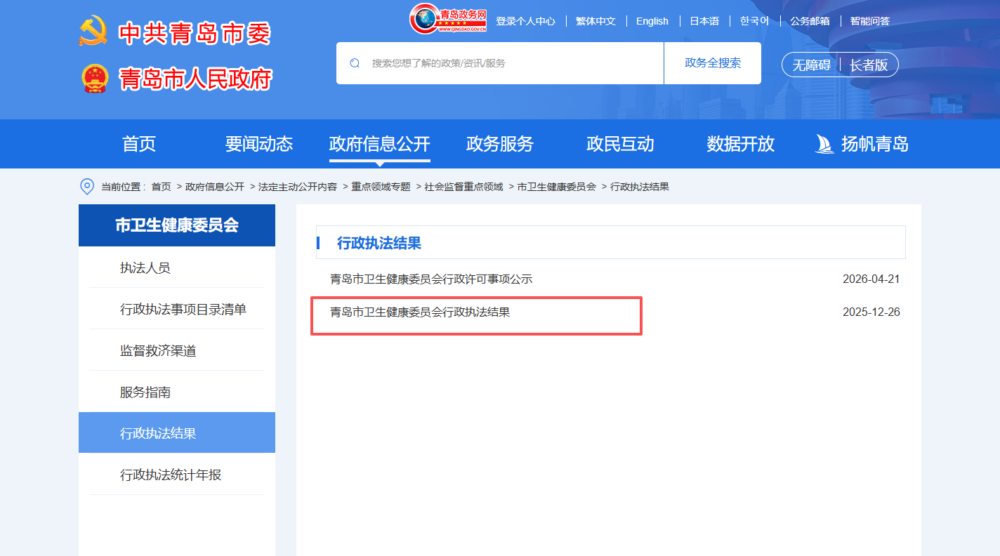 中共青岛市委
青岛市人民政府
青岛政务网
WWW.QINGDAO.GOV.CN
登录个人中心 | 繁体中文 | English | 日本语 | 한국어 | 公务邮箱 | 智能问答
搜索您想了解的政策/资讯/服务
政务全搜索
无障碍 | 长者版
首页 要闻动态 政府信息公开 政务服务 政民互动 数据开放 扬帆青岛
当前位置: 首页 > 政府信息公开 > 法定主动公开内容 > 重点领域专题 > 社会监督重点领域 > 市卫生健康委员会 > 行政执法结果
市卫生健康委员会
执法人员
行政执法事项目录清单
监督救济渠道
服务指南
行政执法结果
行政执法统计年报
行政执法结果
青岛市卫生健康委员会行政许可事项公示 2026-04-21
青岛市卫生健康委员会行政执法结果 2025-12-26